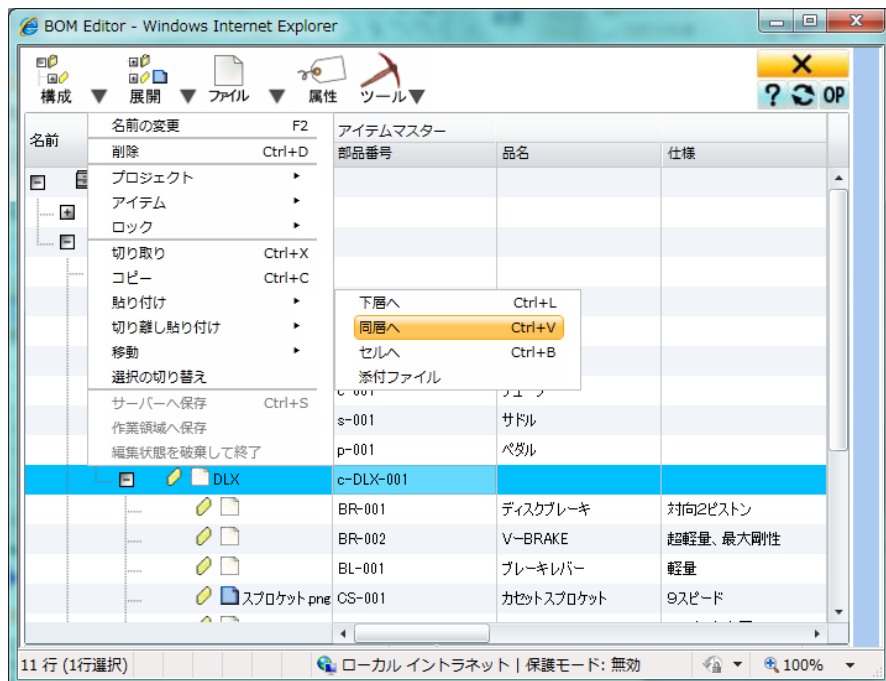 BOM Editor - Windows Internet Explorer
構成 ▼ 展開 ▼ ファイル ▼ 属性 ツール▼
? OP
名前
アイテムマスター
部品番号 品名 仕様
名前の変更 F2
削除 Ctrl+D
プロジェクト
アイテム
ロック
切り取り Ctrl+X
コピー Ctrl+C
貼り付け
切り離し貼り付け
移動
選択の切り替え
サーバーへ保存 Ctrl+S
作業領域へ保存
編集状態を破棄して終了
下層へ Ctrl+L
同層へ Ctrl+V
セルへ Ctrl+B
添付ファイル
s-001 サドル
p-001 ペダル
DLX c-DLX-001
BR-001 ディスクブレーキ 対向2ピストン
BR-002 V-BRAKE 超軽量、最大剛性
BL-001 ブレーキレバー 軽量
スプロケット png CS-001 カセットスプロケット 9スピード
11 行 (1行選択) ローカル イントラネット | 保護モード: 無効 100%